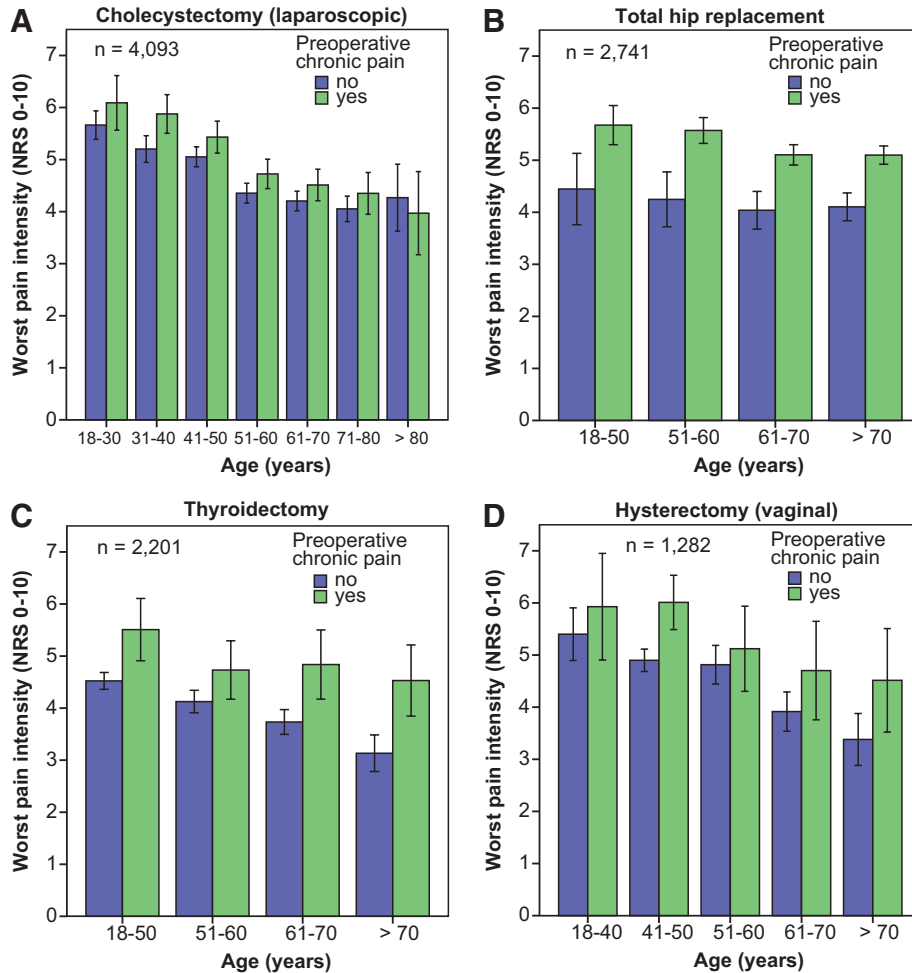 A
Cholecystectomy (laparoscopic)
n = 4,093
Preoperative
chronic pain
no
yes
Worst pain intensity (NRS 0-10)
7
6
5
4
3
2
1
0
18-30 31-40 41-50 51-60 61-70 71-80 > 80
Age (years)
B
Total hip replacement
n = 2,741
Preoperative
chronic pain
no
yes
Worst pain intensity (NRS 0-10)
7
6
5
4
3
2
1
0
18-50 51-60 61-70 > 70
Age (years)
C
Thyroidectomy
n = 2,201
Preoperative
chronic pain
no
yes
Worst pain intensity (NRS 0-10)
7
6
5
4
3
2
1
0
18-50 51-60 61-70 > 70
Age (years)
D
Hysterectomy (vaginal)
n = 1,282
Preoperative
chronic pain
no
yes
Worst pain intensity (NRS 0-10)
7
6
5
4
3
2
1
0
18-40 41-50 51-60 61-70 > 70
Age (years)